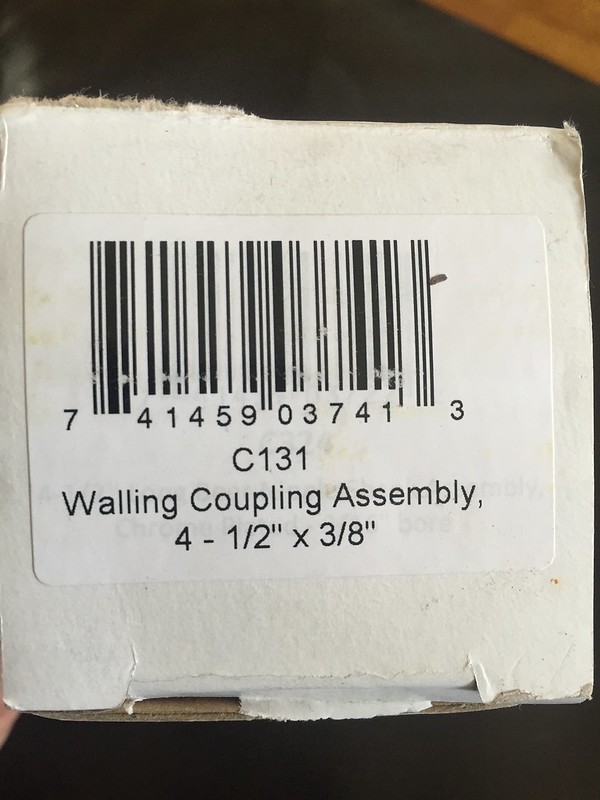 7 41459 03741 3
C131
Walling Coupling Assembly,
4 - 1/2" x 3/8"